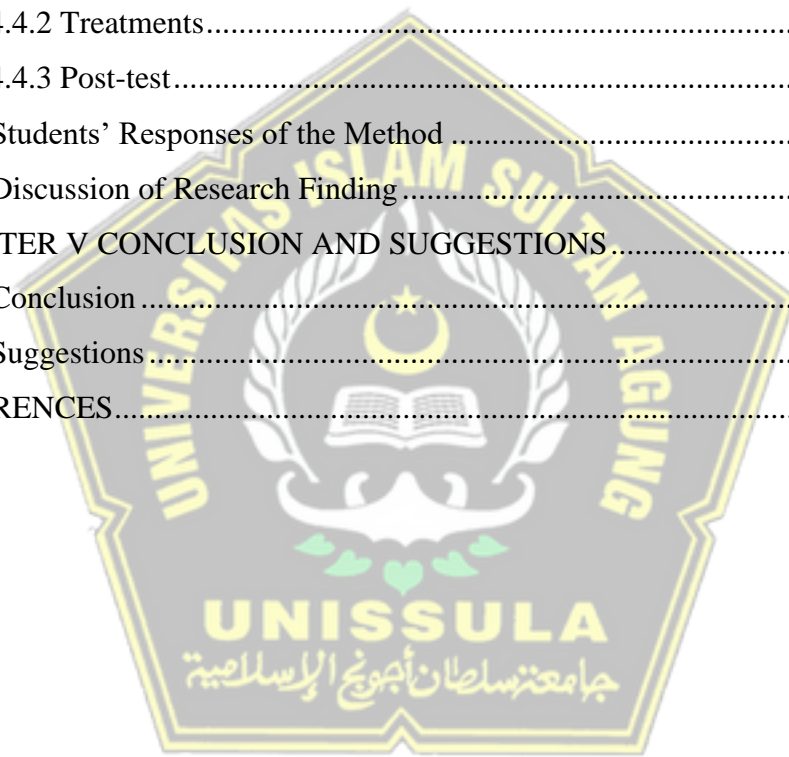 4.4.2 Treatments
4.4.3 Post-test
Students’ Responses of the Method
Discussion of Research Finding
TER V CONCLUSION AND SUGGESTIONS
Conclusion
Suggestions
RENCES
UNIVERSITAS ISLAM SULTAN AGUNG
UNISSULA
جامعة سلطان أجونج الإسلامية